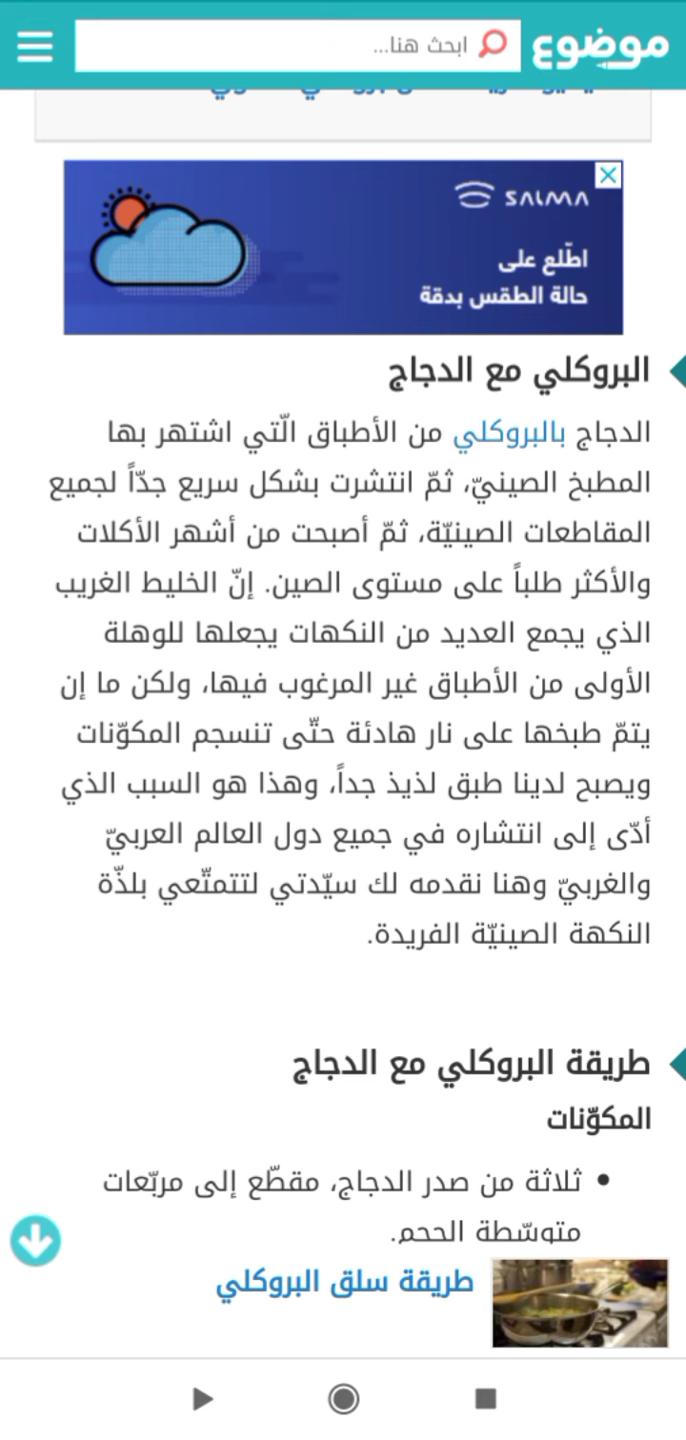 موضوع
ابحث هنا...
SALMA
اطّلع على
حالة الطقس بدقة
البروكلي مع الدجاج
الدجاج بالبروكلي من الأطباق الّتي اشتهر بها
المطبخ الصينيّ، ثمّ انتشرت بشكل سريع جدّاً لجميع
المقاطعات الصينيّة، ثمّ أصبحت من أشهر الأكلات
والأكثر طلباً على مستوى الصين. إنّ الخليط الغريب
الذي يجمع العديد من النكهات يجعلها للوهلة
الأولى من الأطباق غير المرغوب فيها، ولكن ما إن
يتمّ طبخها على نار هادئة حتّى تنسجم المكوّنات
ويصبح لدينا طبق لذيذ جداً، وهذا هو السبب الذي
أدّى إلى انتشاره في جميع دول العالم العربيّ
والغربيّ وهنا نقدمه لك سيّدتي لتتمتّعي بلذّة
النكهة الصينيّة الفريدة.
طريقة البروكلي مع الدجاج
المكوّنات
• ثلاثة من صدر الدجاج، مقطّع إلى مربّعات
متوسّطة الحجم.
طريقة سلق البروكلي